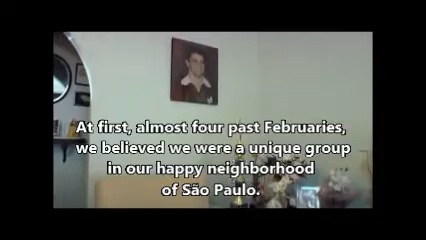 At first, almost four past Februaries,
we believed we were a unique group
in our happy neighborhood
of São Paulo.